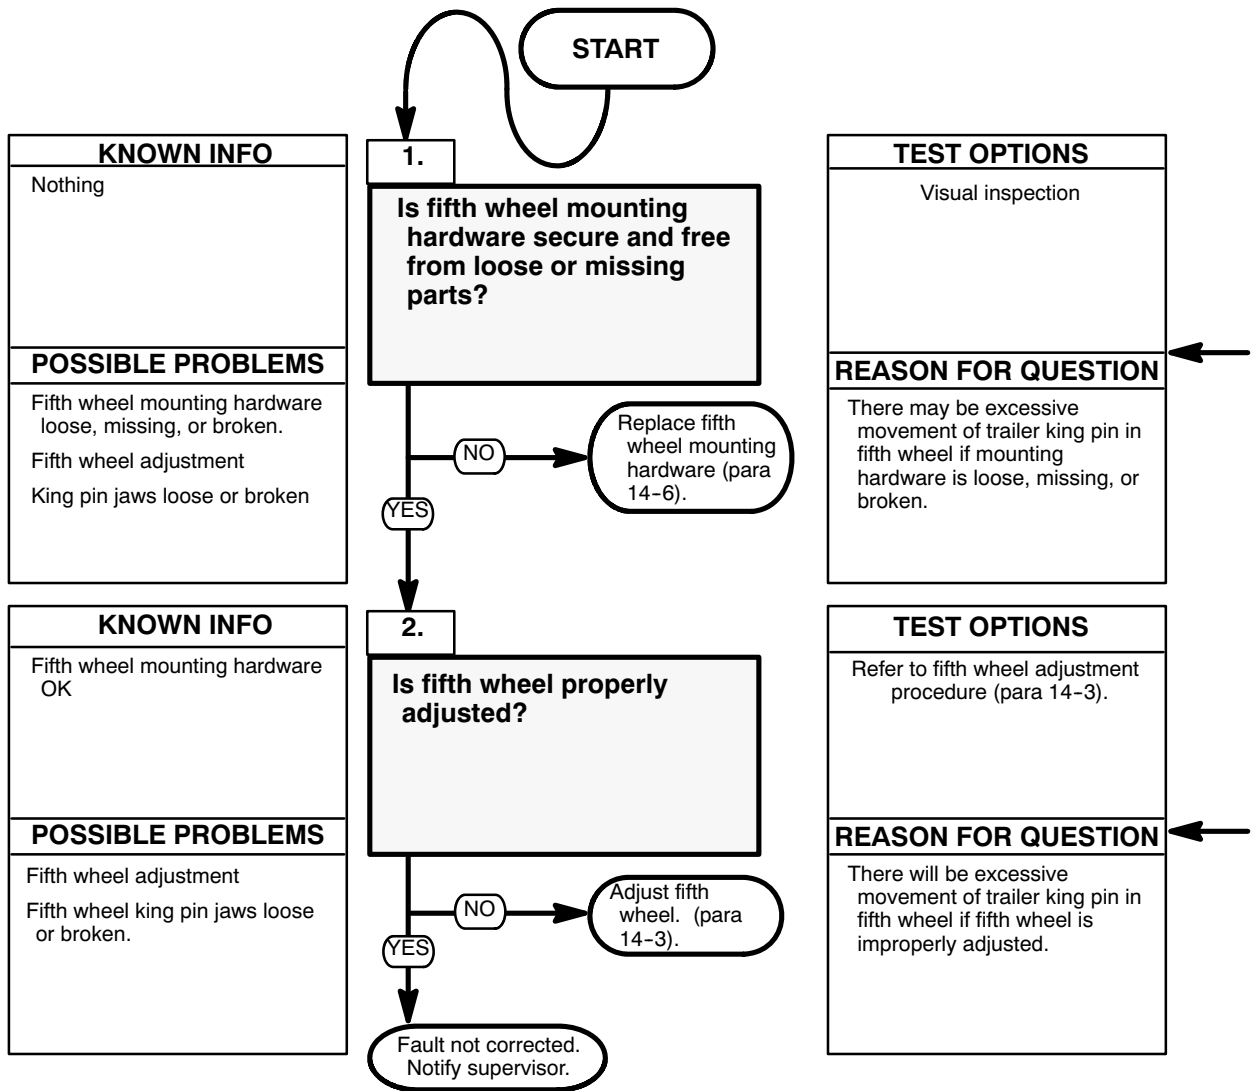 START
KNOWN INFO
Nothing
POSSIBLE PROBLEMS
Fifth wheel mounting hardware
loose, missing, or broken.
Fifth wheel adjustment
King pin jaws loose or broken
1.
Is fifth wheel mounting
hardware secure and free
from loose or missing
parts?
NO
Replace fifth
wheel mounting
hardware (para
14-6).
YES
TEST OPTIONS
Visual inspection
REASON FOR QUESTION
There may be excessive
movement of trailer king pin in
fifth wheel if mounting
hardware is loose, missing, or
broken.
KNOWN INFO
Fifth wheel mounting hardware
OK
POSSIBLE PROBLEMS
Fifth wheel adjustment
Fifth wheel king pin jaws loose
or broken.
2.
Is fifth wheel properly
adjusted?
NO
Adjust fifth
wheel. (para
14-3).
YES
Fault not corrected.
Notify supervisor.
TEST OPTIONS
Refer to fifth wheel adjustment
procedure (para 14-3).
REASON FOR QUESTION
There will be excessive
movement of trailer king pin in
fifth wheel if fifth wheel is
improperly adjusted.